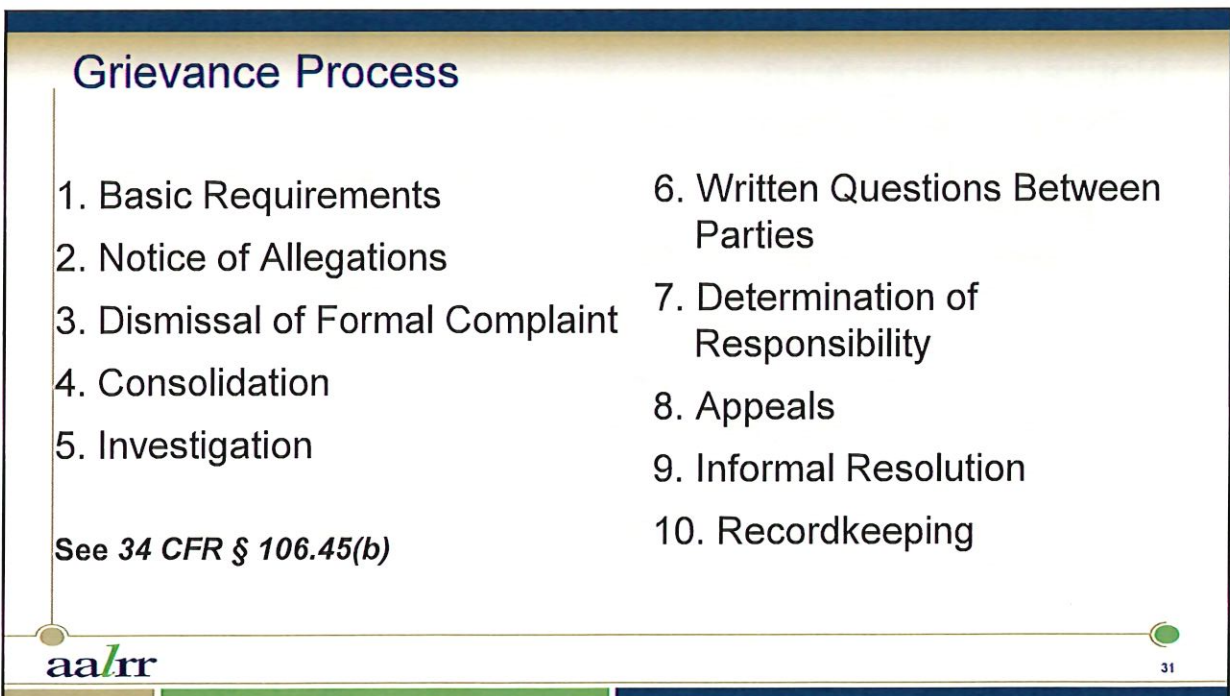 Grievance Process
1. Basic Requirements
2. Notice of Allegations
3. Dismissal of Formal Complaint
4. Consolidation
5. Investigation
See 34 CFR § 106.45(b)
6. Written Questions Between
Parties
7. Determination of
Responsibility
8. Appeals
9. Informal Resolution
10. Recordkeeping
aalrr
31